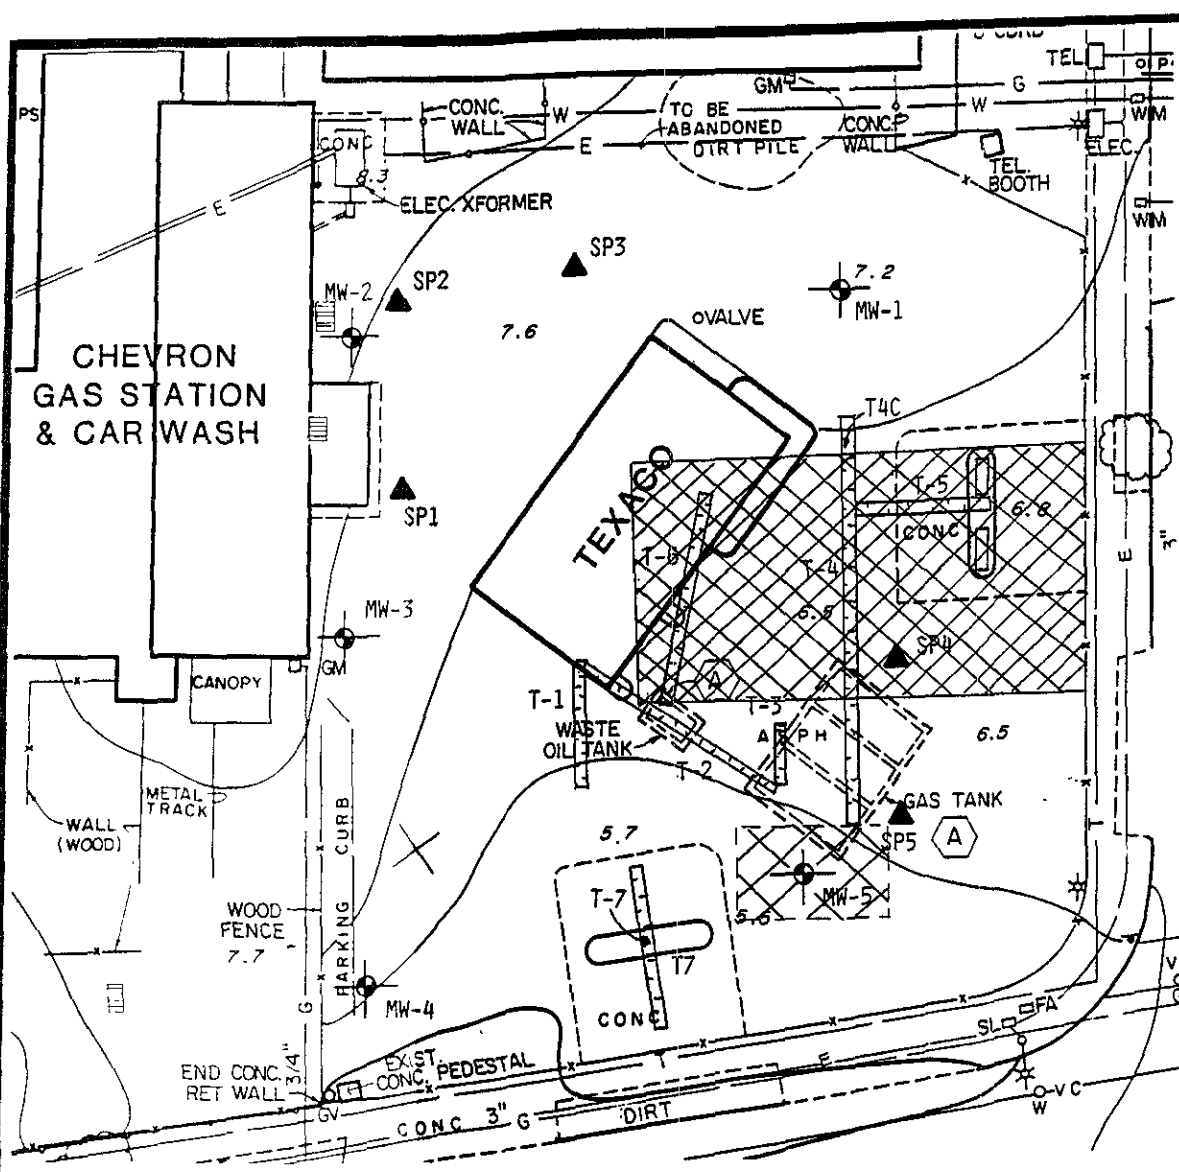 TEL
GM
G
PS
CONC.
WALL
W
TO BE
ABANDONED
DIRT PILE
CONC.
WALL
W
WM
E
ELEC.
CONC
8.3
TEL.
BOOTH
ELEC. XFORMER
E
WM
SP3
SP2
7.2
MW-2
MW-1
VALVE
7.6
CHEVRON
GAS STATION
& CAR WASH
T4C
TEXACO
T-5
SP1
6.8
CONC
3"
E
T-6
T-4
6.5
MW-3
SP4
GM
CANOPY
A
T-1
T-3
WASTE
OIL TANK
A
PH
6.5
T-2
METAL
TRACK
GAS TANK
WALL
(WOOD)
PARKING CURB
5.7
SP5
A
T-7
MW-5
5.6
WOOD
FENCE
7.7
T7
G
MW-4
CONC
FA
SL
END CONC.
RET WALL
3/4"
EXIST.
CONC.
PEDESTAL
E
GV
VC
W
CONC 3" G
DIRT